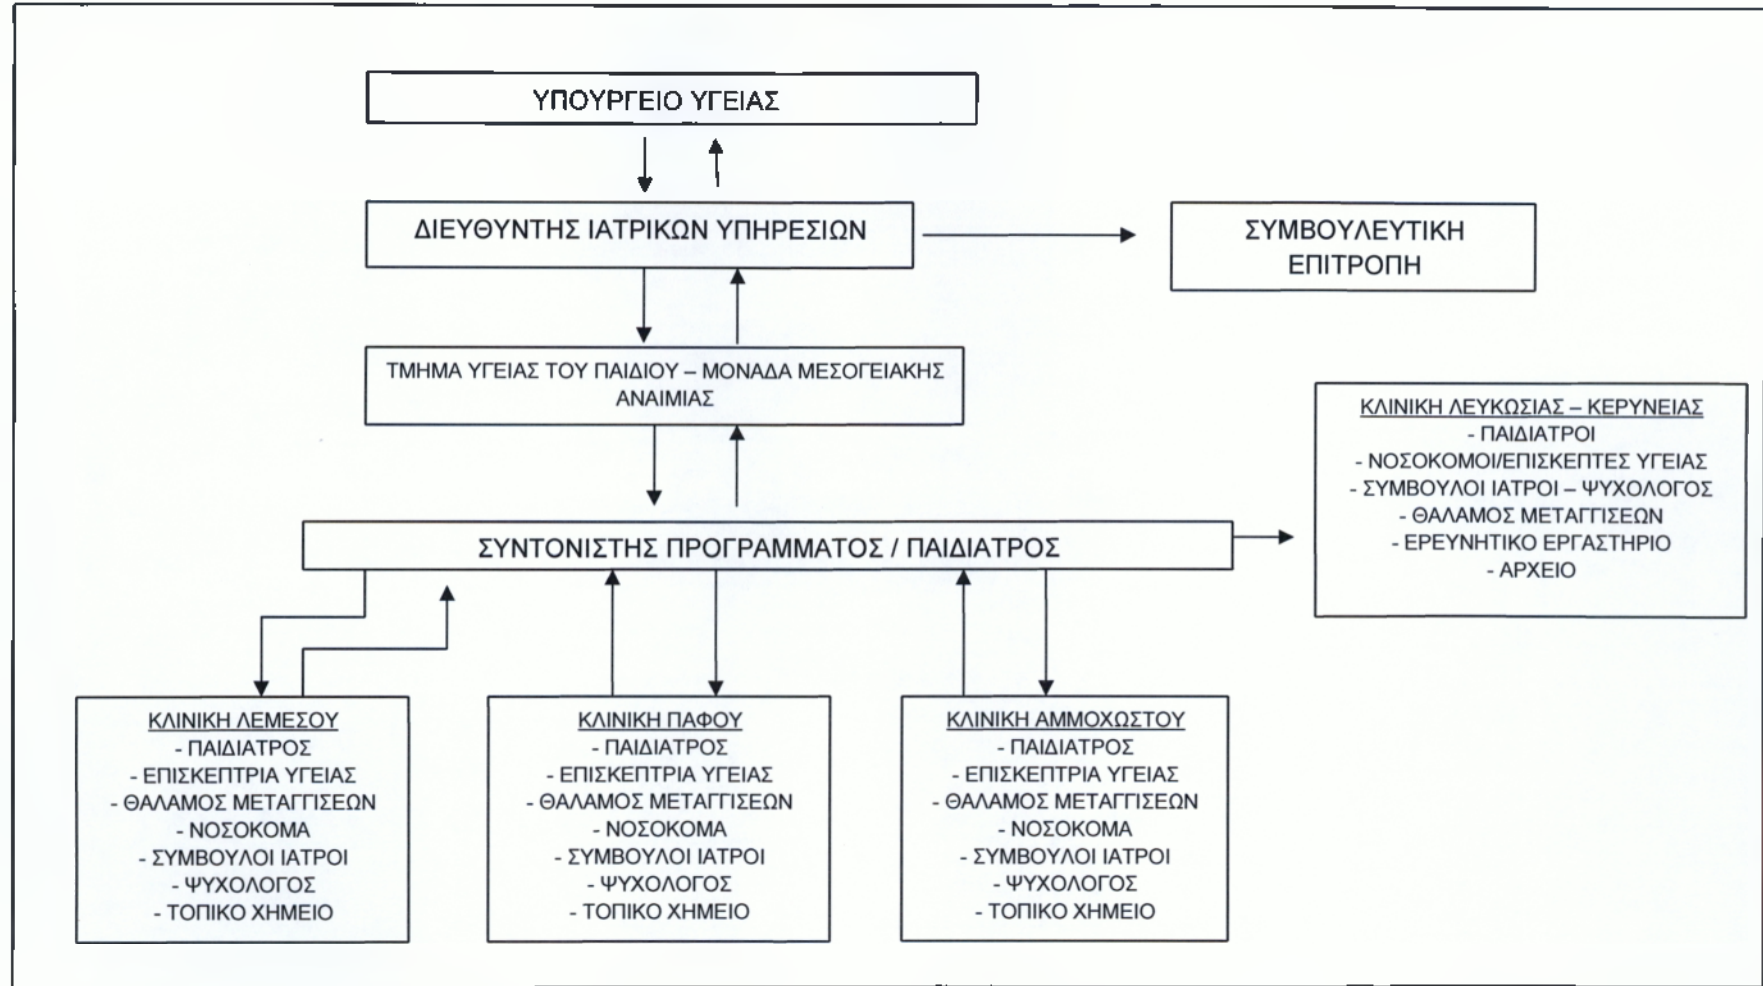 ΥΠΟΥΡΓΕΙΟ ΥΓΕΙΑΣ
ΔΙΕΥΘΥΝΤΗΣ ΙΑΤΡΙΚΩΝ ΥΠΗΡΕΣΙΩΝ
ΣΥΜΒΟΥΛΕΥΤΙΚΗ
ΕΠΙΤΡΟΠΗ
ΤΜΗΜΑ ΥΓΕΙΑΣ ΤΟΥ ΠΑΙΔΙΟΥ – ΜΟΝΑΔΑ ΜΕΣΟΓΕΙΑΚΗΣ
ΑΝΑΙΜΙΑΣ
ΚΛΙΝΙΚΗ ΛΕΥΚΩΣΙΑΣ – ΚΕΡΥΝΕΙΑΣ
- ΠΑΙΔΙΑΤΡΟΙ
- ΝΟΣΟΚΟΜΟΙ/ΕΠΙΣΚΕΠΤΕΣ ΥΓΕΙΑΣ
- ΣΥΜΒΟΥΛΟΙ ΙΑΤΡΟΙ – ΨΥΧΟΛΟΓΟΣ
- ΘΑΛΑΜΟΣ ΜΕΤΑΓΓΙΣΕΩΝ
- ΕΡΕΥΝΗΤΙΚΟ ΕΡΓΑΣΤΗΡΙΟ
- ΑΡΧΕΙΟ
ΣΥΝΤΟΝΙΣΤΗΣ ΠΡΟΓΡΑΜΜΑΤΟΣ / ΠΑΙΔΙΑΤΡΟΣ
ΚΛΙΝΙΚΗ ΛΕΜΕΣΟΥ
- ΠΑΙΔΙΑΤΡΟΣ
- ΕΠΙΣΚΕΠΤΡΙΑ ΥΓΕΙΑΣ
- ΘΑΛΑΜΟΣ ΜΕΤΑΓΓΙΣΕΩΝ
- ΝΟΣΟΚΟΜΑ
- ΣΥΜΒΟΥΛΟΙ ΙΑΤΡΟΙ
- ΨΥΧΟΛΟΓΟΣ
- ΤΟΠΙΚΟ ΧΗΜΕΙΟ
ΚΛΙΝΙΚΗ ΠΑΦΟΥ
- ΠΑΙΔΙΑΤΡΟΣ
- ΕΠΙΣΚΕΠΤΡΙΑ ΥΓΕΙΑΣ
- ΘΑΛΑΜΟΣ ΜΕΤΑΓΓΙΣΕΩΝ
- ΝΟΣΟΚΟΜΑ
- ΣΥΜΒΟΥΛΟΙ ΙΑΤΡΟΙ
- ΨΥΧΟΛΟΓΟΣ
- ΤΟΠΙΚΟ ΧΗΜΕΙΟ
ΚΛΙΝΙΚΗ ΑΜΜΟΧΩΣΤΟΥ
- ΠΑΙΔΙΑΤΡΟΣ
- ΕΠΙΣΚΕΠΤΡΙΑ ΥΓΕΙΑΣ
- ΘΑΛΑΜΟΣ ΜΕΤΑΓΓΙΣΕΩΝ
- ΝΟΣΟΚΟΜΑ
- ΣΥΜΒΟΥΛΟΙ ΙΑΤΡΟΙ
- ΨΥΧΟΛΟΓΟΣ
- ΤΟΠΙΚΟ ΧΗΜΕΙΟ